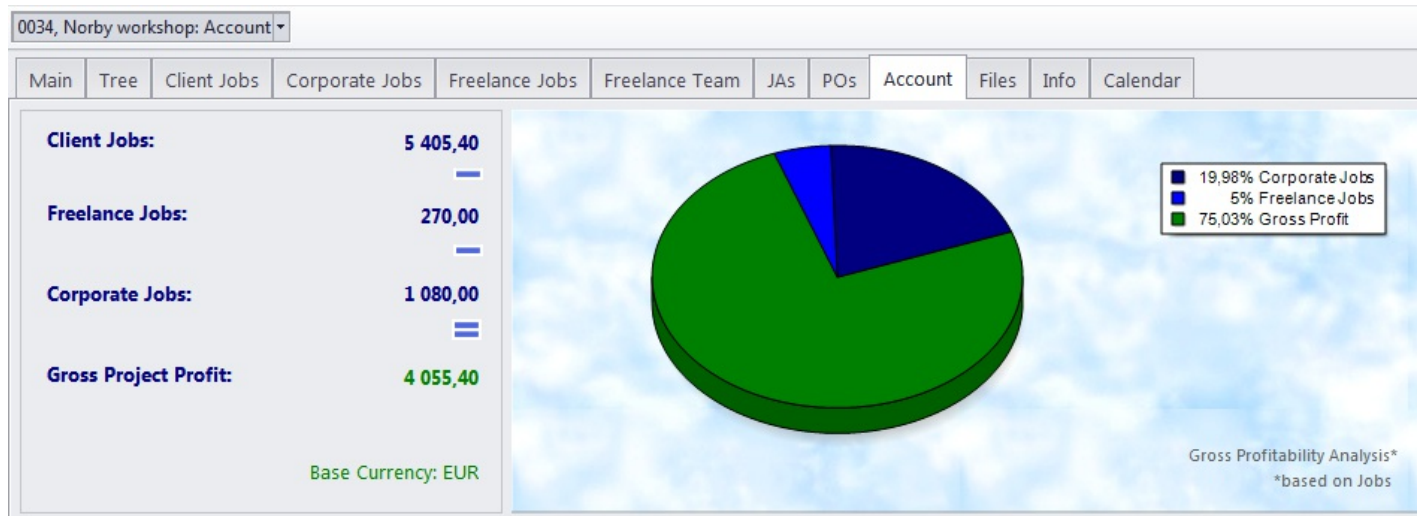 0034, Norby workshop: Account
Main Tree Client Jobs Corporate Jobs Freelance Jobs Freelance Team JAs POs Account Files Info Calendar
Client Jobs: 5 405,40
Freelance Jobs: 270,00
Corporate Jobs: 1 080,00
Gross Project Profit: 4 055,40
Base Currency: EUR
19,98% Corporate Jobs
5% Freelance Jobs
75,03% Gross Profit
Gross Profitability Analysis*
*based on Jobs